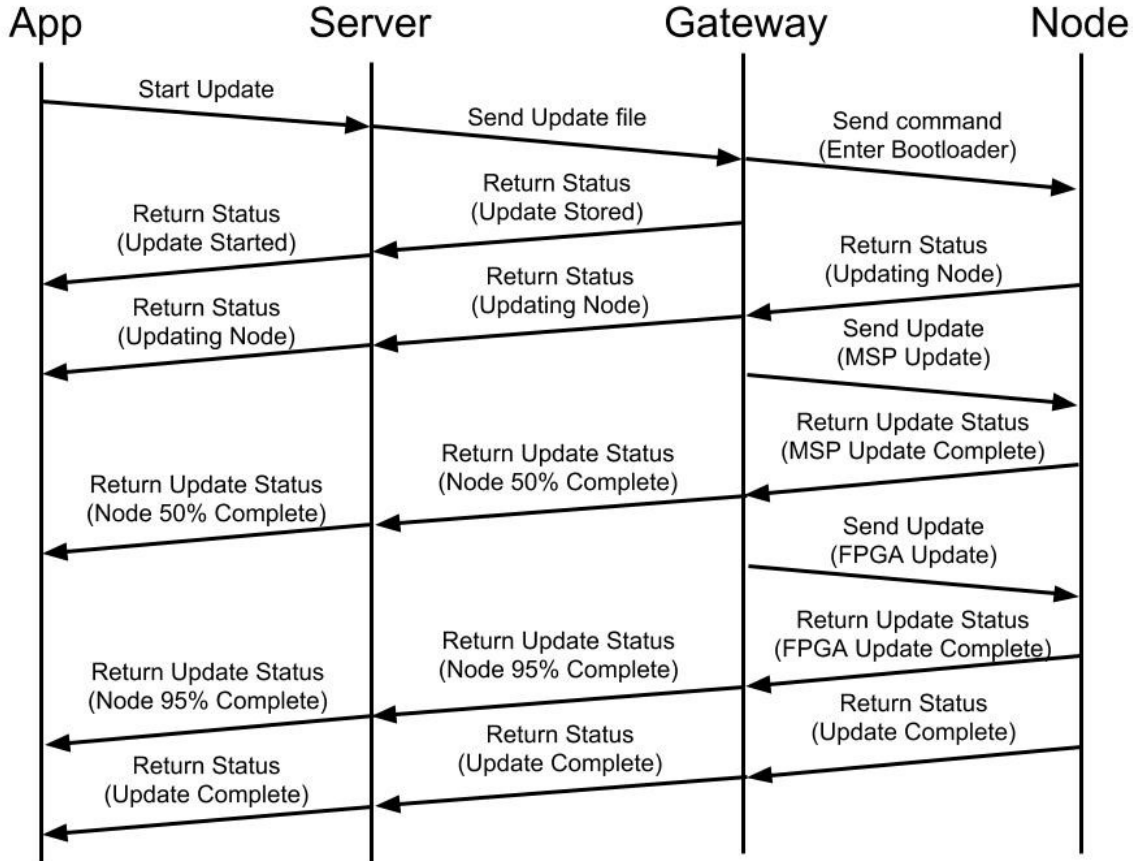 App
Server
Gateway
Node
Start Update
Send Update file
Send command
(Enter Bootloader)
Return Status
(Update Stored)
Return Status
(Update Started)
Return Status
(Updating Node)
Return Status
(Updating Node)
Return Status
(Updating Node)
Send Update
(MSP Update)
Return Update Status
(MSP Update Complete)
Return Update Status
(Node 50% Complete)
Return Update Status
(Node 50% Complete)
Send Update
(FPGA Update)
Return Update Status
(FPGA Update Complete)
Return Update Status
(Node 95% Complete)
Return Update Status
(Node 95% Complete)
Return Status
(Update Complete)
Return Status
(Update Complete)
Return Status
(Update Complete)